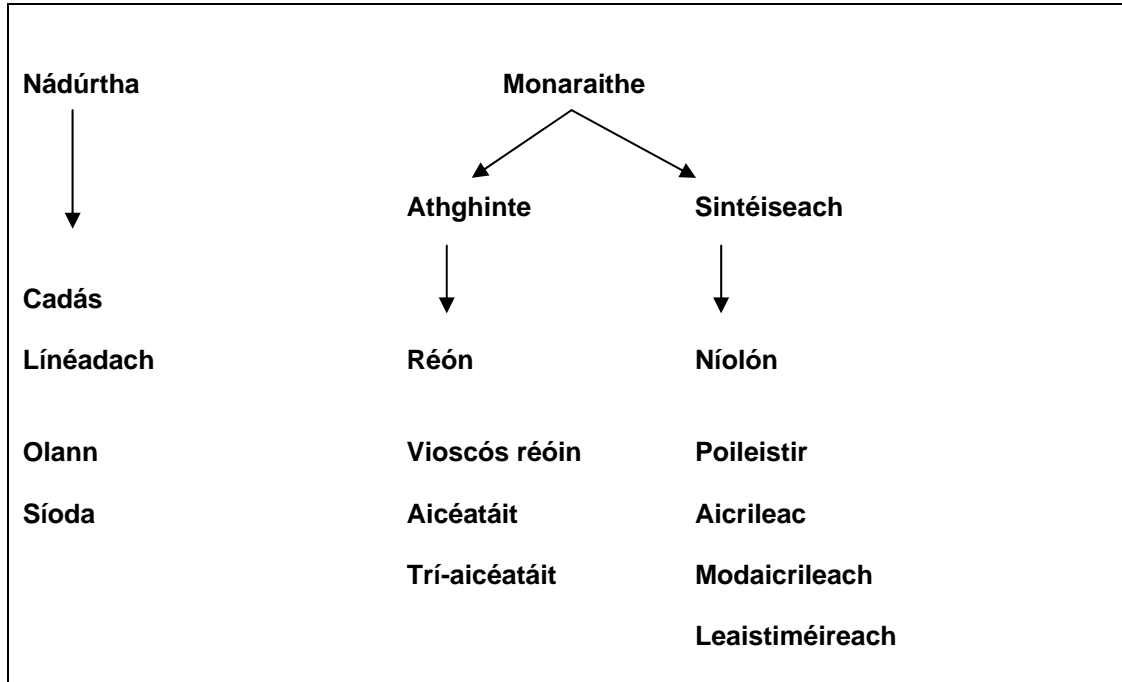 Nádúrtha Monaraithe
Athghinte Sintéiseach
Cadás
Línéadach Réón Níolón
Olann Vioscós réóin Poileistir
Síoda Aicéatáit Aicrileac
Trí-aicéatáit Modaicrileach
Leaistiméireach